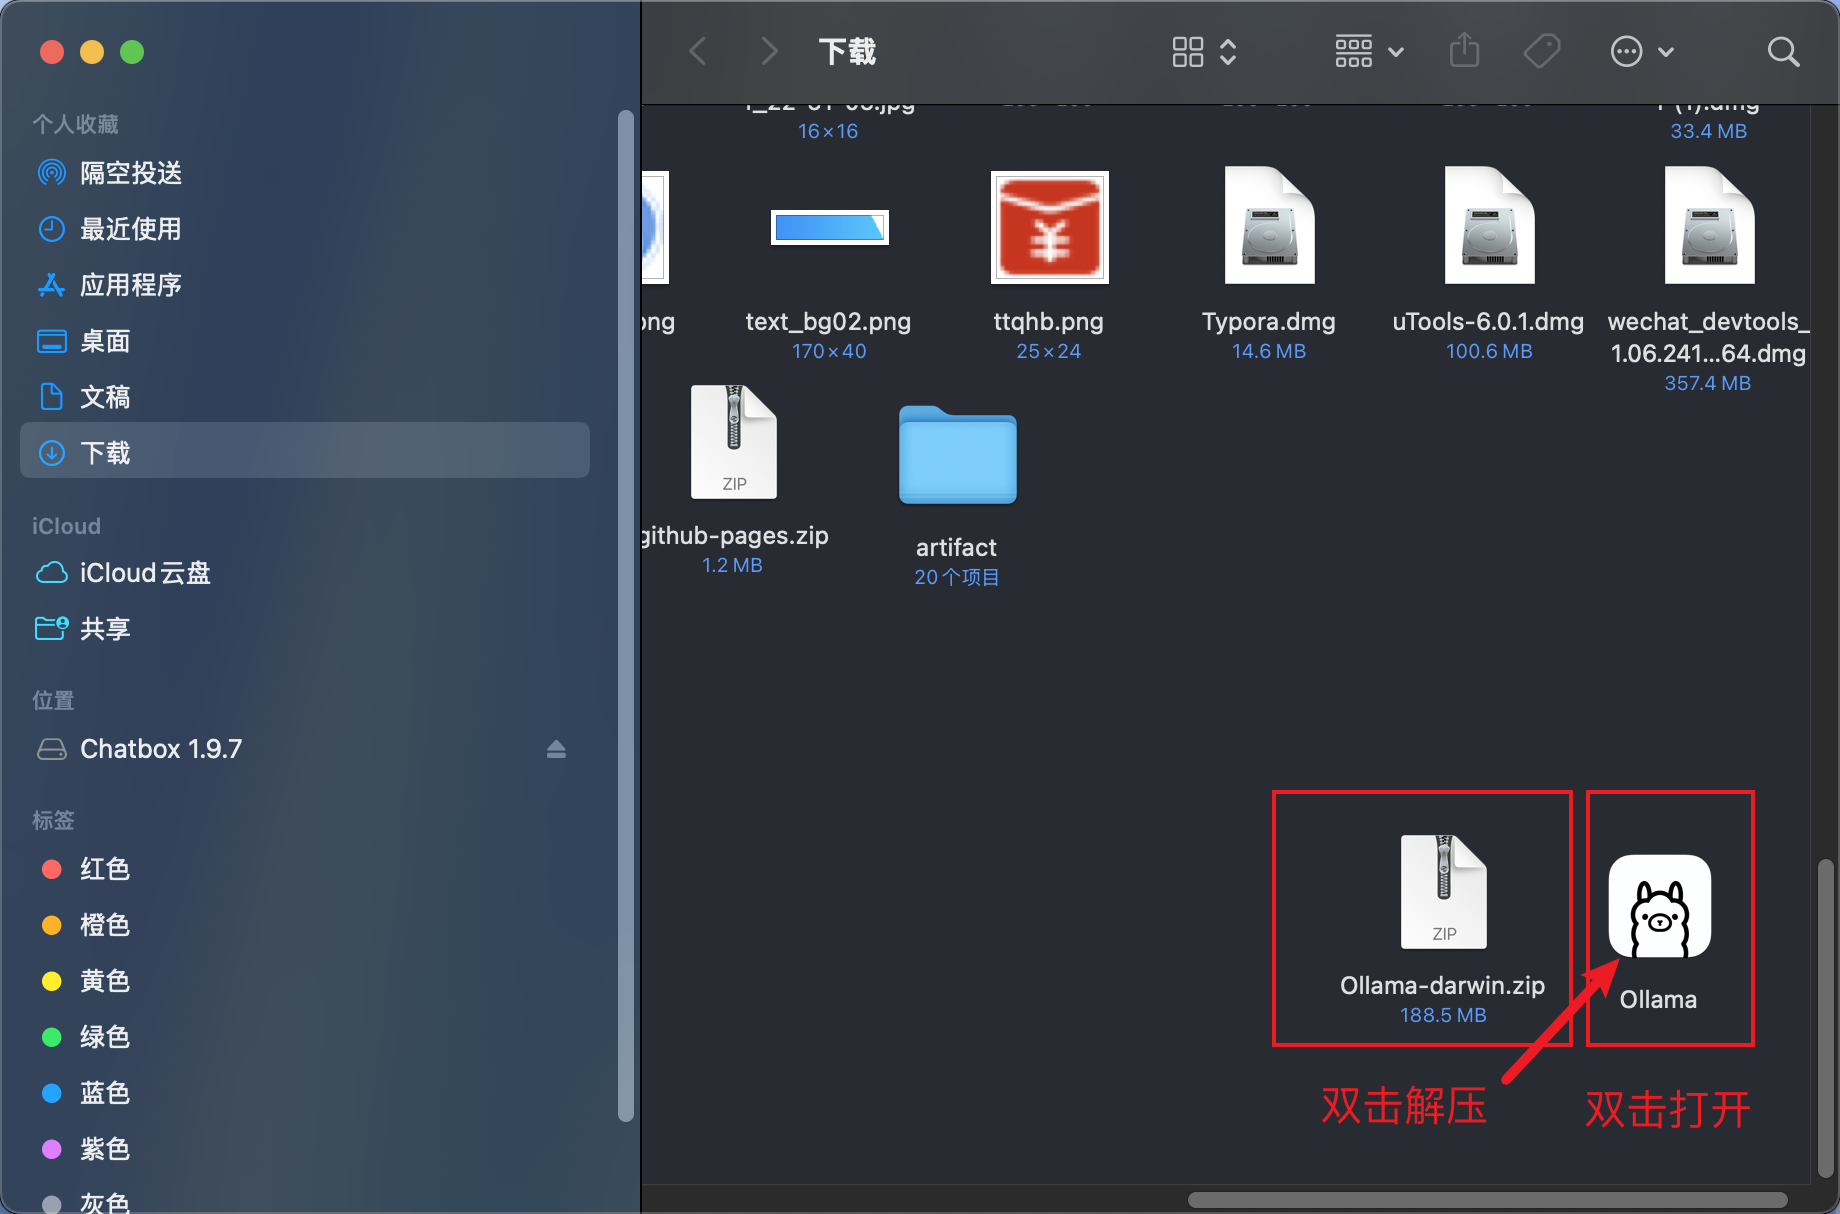 个人收藏
隔空投送
最近使用
应用程序
桌面
文稿
下载
iCloud
iCloud云盘
共享
位置
Chatbox 1.9.7
标签
红色
橙色
黄色
绿色
蓝色
紫色
灰色
下载
16×16
33.4 MB
ong
text_bg02.png
170×40
ttqhb.png
25×24
Typora.dmg
14.6 MB
uTools-6.0.1.dmg
100.6 MB
wechat_devtools_
1.06.241...64.dmg
357.4 MB
ZIP
github-pages.zip
1.2 MB
artifact
20个项目
ZIP
Ollama-darwin.zip
188.5 MB
Ollama
双击解压
双击打开